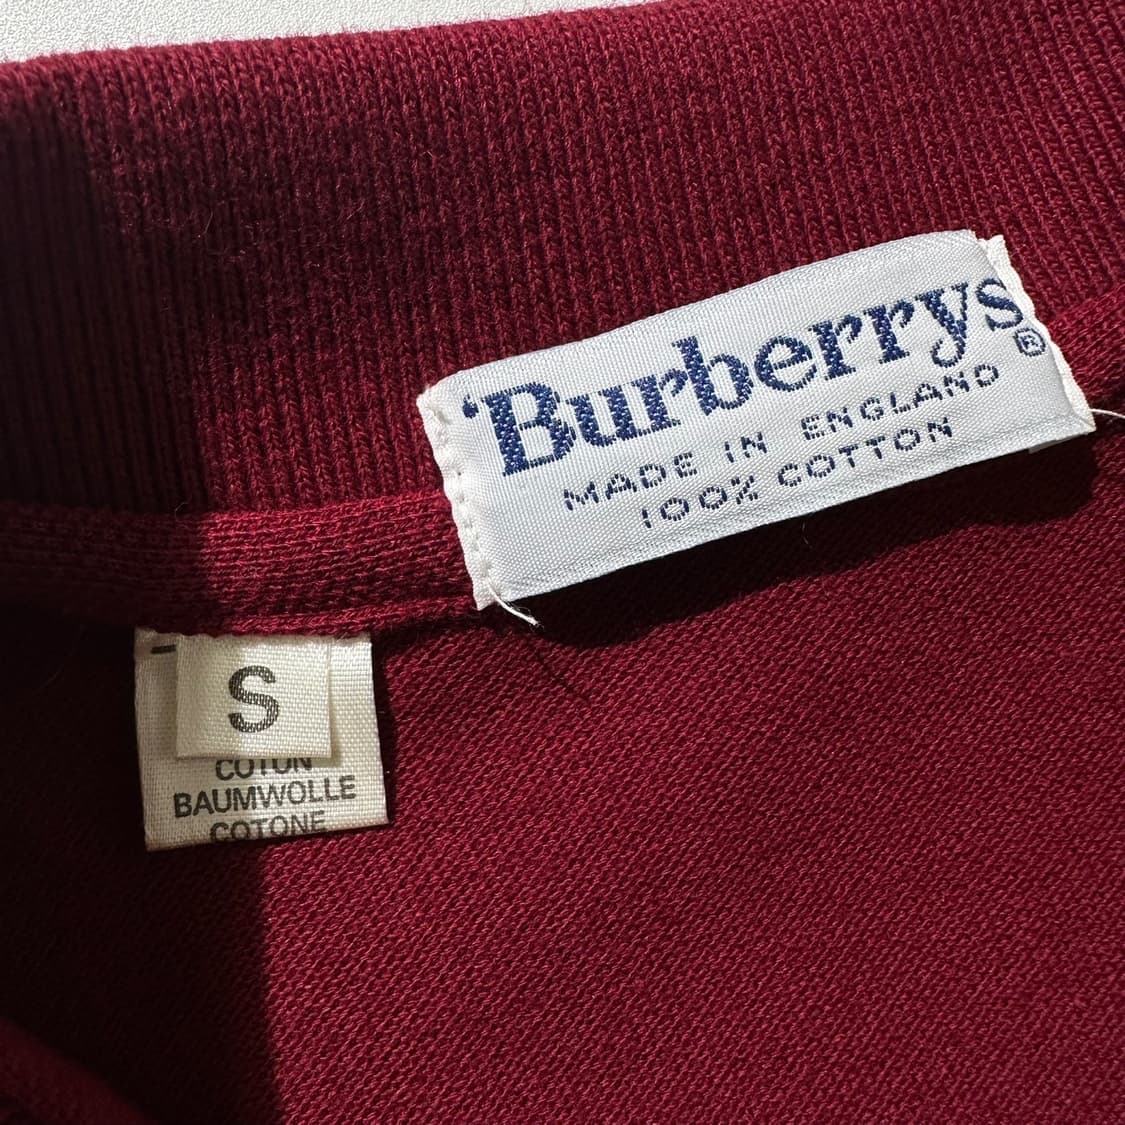 'Burberrys®
MADE IN ENGLAND
100% COTTON
S
COTON
BAUMWOLLE
COTONE